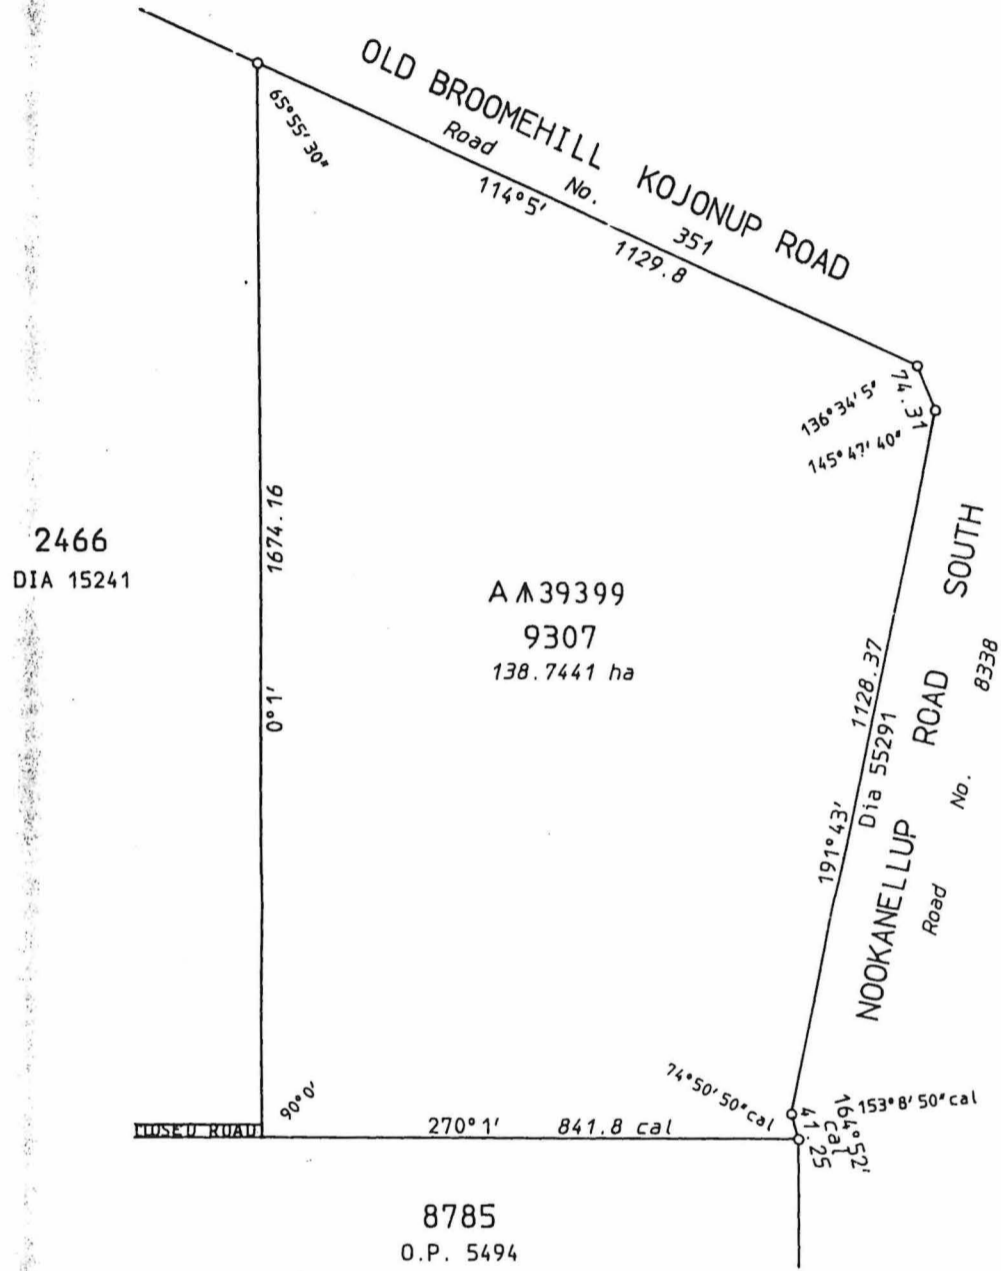 OLD BROOMEHILL KOJONUP ROAD
Road No. 351
65°55'30"
114°5' 1129.8
74.31
136°34'5"
145°47'40"
2466
DIA 15241
1674.16
0°1'
A 39399
9307
138.7441 ha
NOOKANELLUP ROAD SOUTH
Road No. 8338
1128.37
Dia 55291
191°43'
74°50'50" cal
153°8'50" cal
164°52'
cal
41.25
90°0'
CLOSED ROAD
270°1' 841.8 cal
8785
O.P. 5494